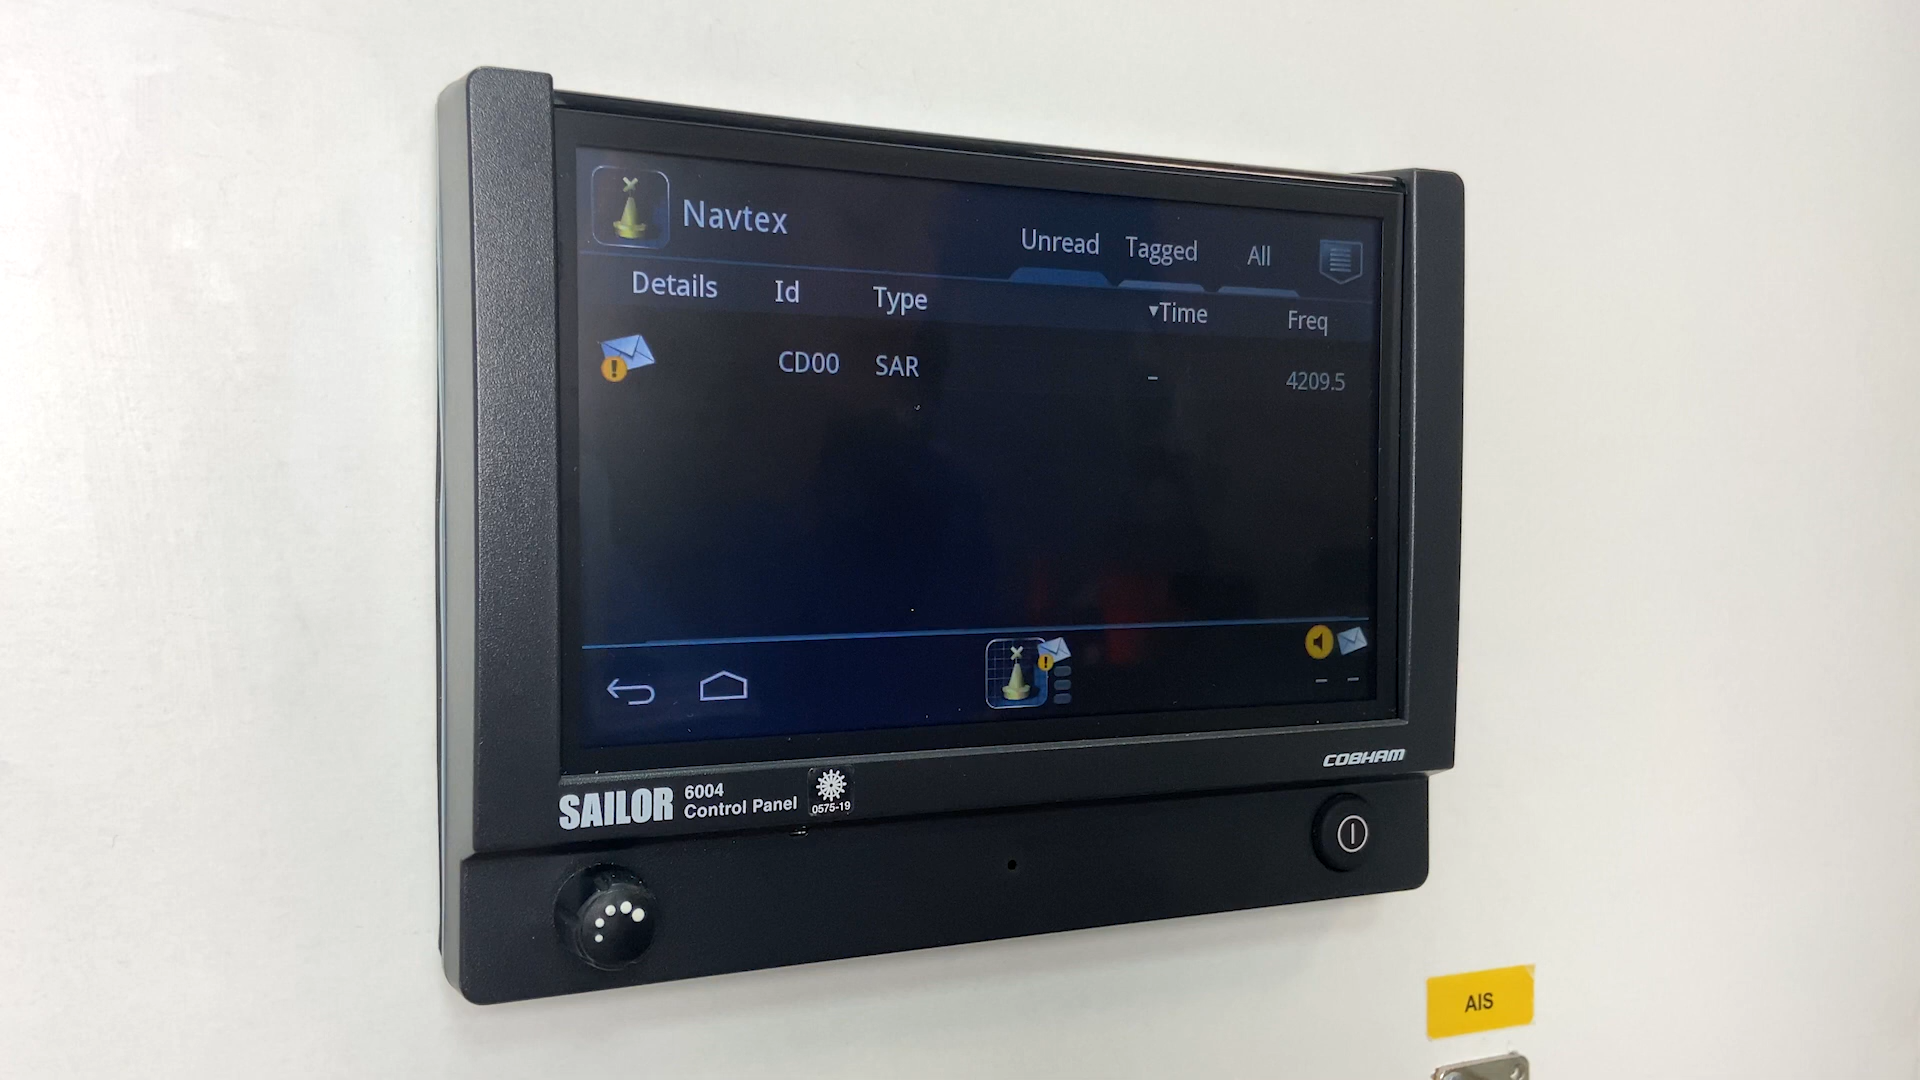 Navtex
Unread Tagged All
Details Id Type ▾Time Freq
CD00 SAR – 4209.5
– –
COBHAM
SAILOR 6004
Control Panel
0575-19
AIS